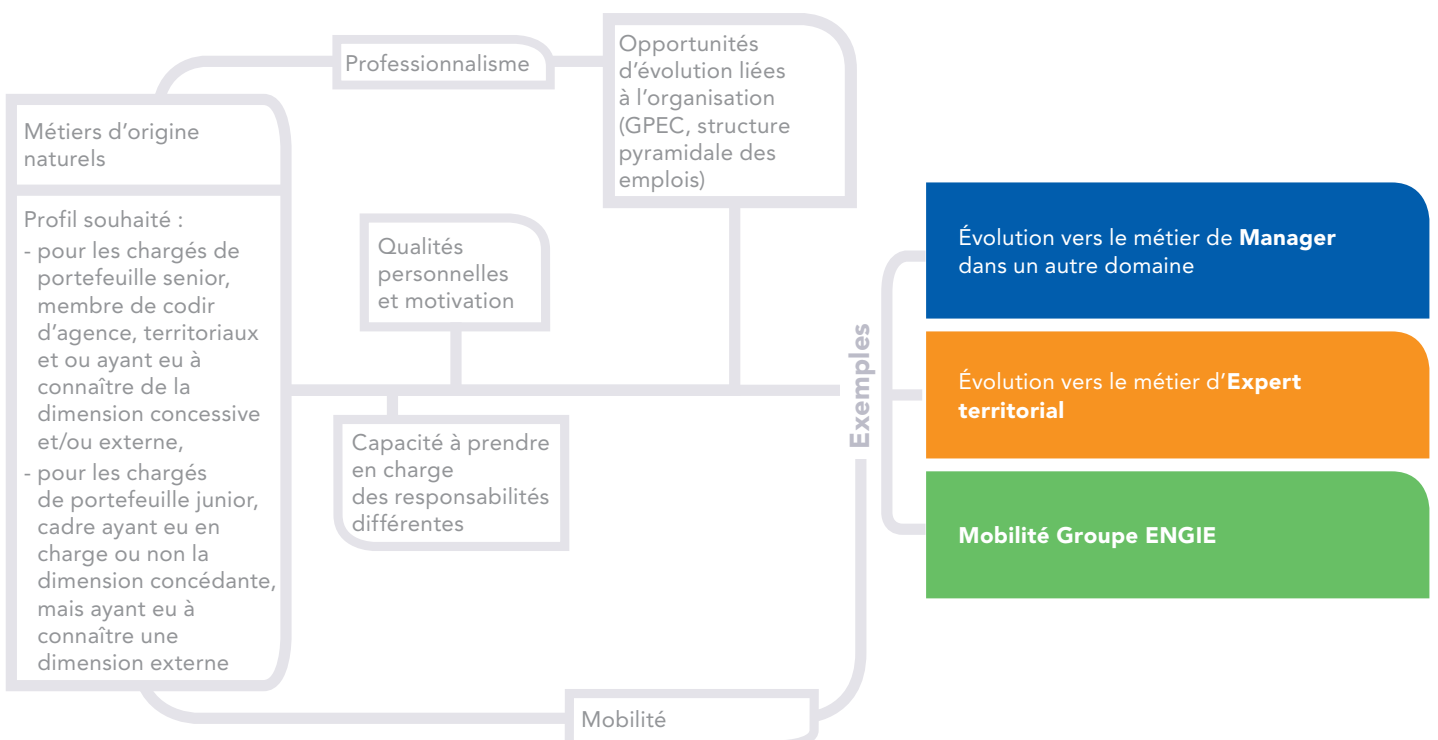 Métiers d'origine
naturels
Profil souhaité :
- pour les chargés de
portefeuille senior,
membre de codir
d'agence, territoriaux
et ou ayant eu à
connaître de la
dimension concessive
et/ou externe,
- pour les chargés
de portefeuille junior,
cadre ayant eu en
charge ou non la
dimension concédante,
mais ayant eu à
connaître une
dimension externe
Professionnalisme
Opportunités
d'évolution liées
à l'organisation
(GPEC, structure
pyramidale des
emplois)
Qualités
personnelles
et motivation
Capacité à prendre
en charge
des responsabilités
différentes
Mobilité
Exemples
Évolution vers le métier de Manager
dans un autre domaine
Évolution vers le métier d'Expert
territorial
Mobilité Groupe ENGIE